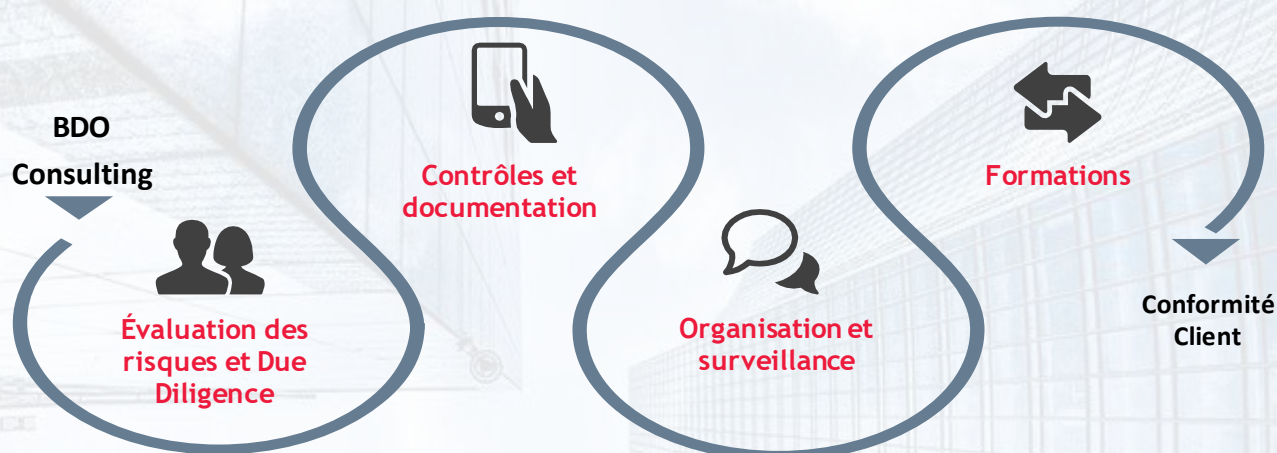 BDO
Consulting
Évaluation des
risques et Due
Diligence
Contrôles et
documentation
Organisation et
surveillance
Formations
Conformité
Client